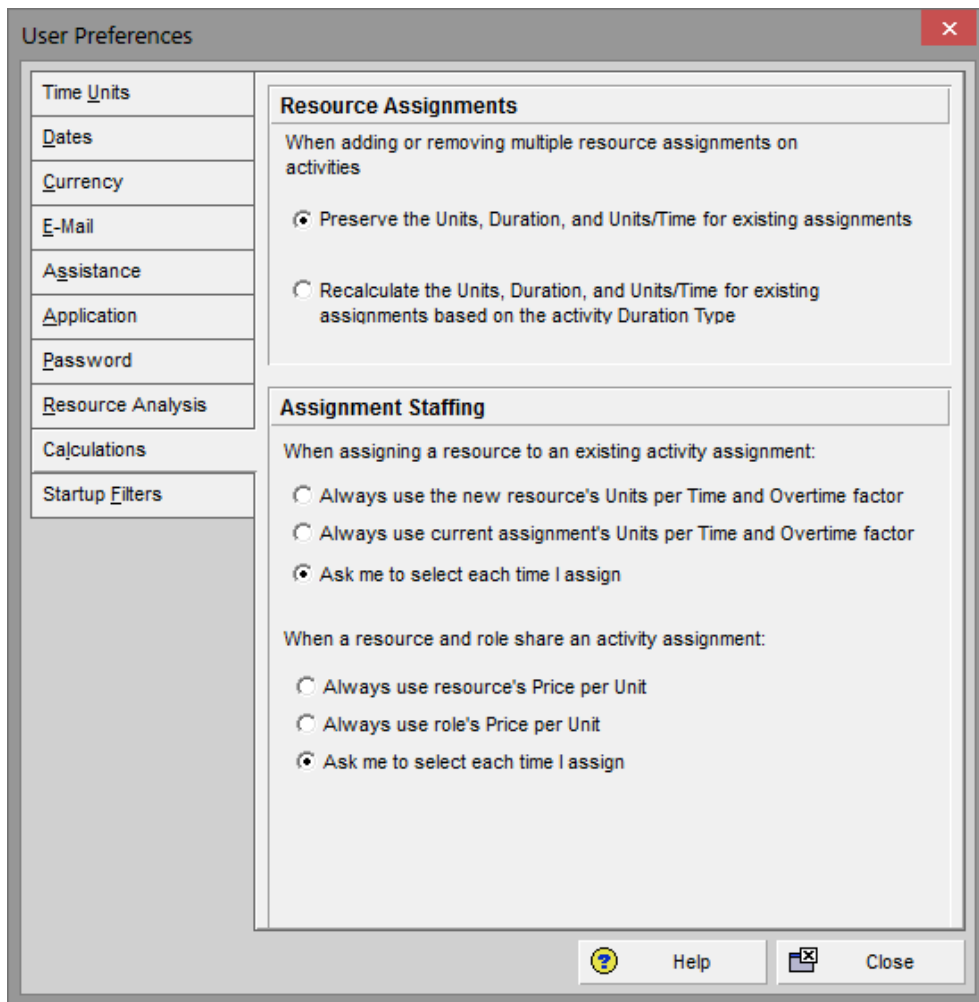 User Preferences
Time Units
Dates
Currency
E-Mail
Assistance
Application
Password
Resource Analysis
Calculations
Startup Filters
Resource Assignments
When adding or removing multiple resource assignments on
activities
Preserve the Units, Duration, and Units/Time for existing assignments
Recalculate the Units, Duration, and Units/Time for existing
assignments based on the activity Duration Type
Assignment Staffing
When assigning a resource to an existing activity assignment:
Always use the new resource's Units per Time and Overtime factor
Always use current assignment's Units per Time and Overtime factor
Ask me to select each time I assign
When a resource and role share an activity assignment:
Always use resource's Price per Unit
Always use role's Price per Unit
Ask me to select each time I assign
Help
Close